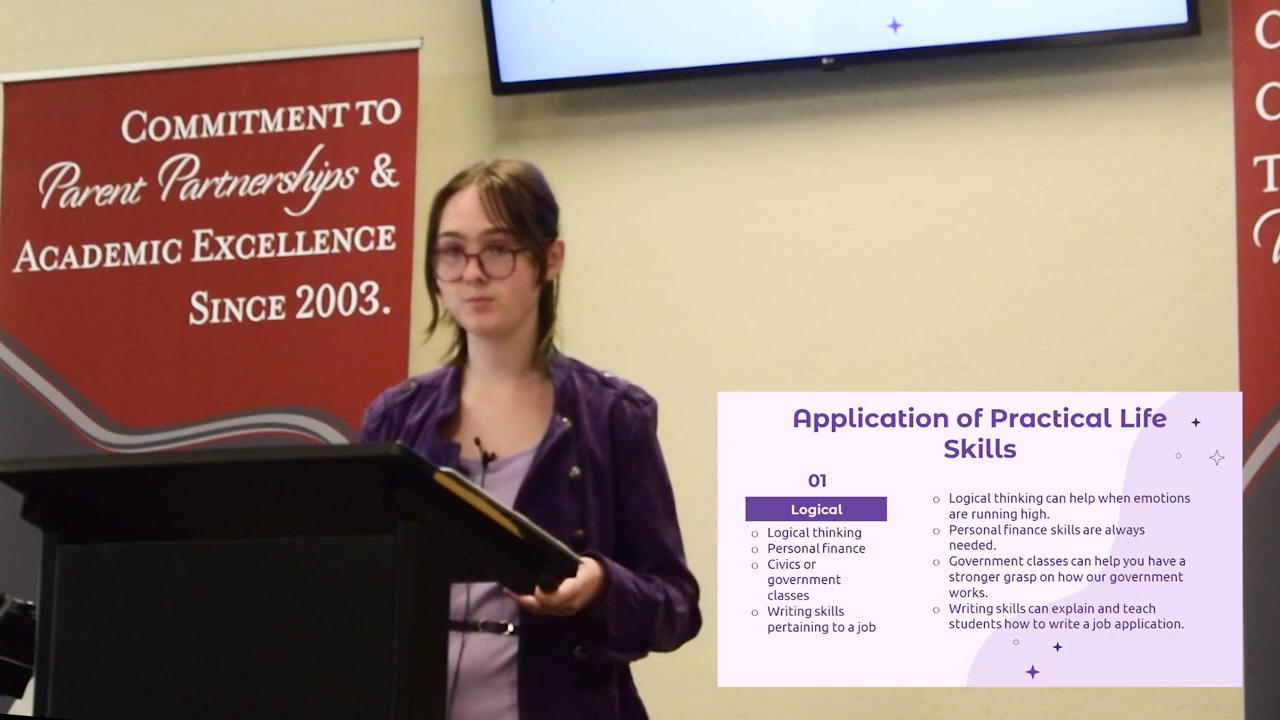 COMMITMENT TO
Parent Partnerships &
ACADEMIC EXCELLENCE
SINCE 2003.
LG
Application of Practical Life
Skills
01
Logical
○ Logical thinking
○ Personal finance
○ Civics or
government
classes
○ Writing skills
pertaining to a job
○ Logical thinking can help when emotions
are running high.
○ Personal finance skills are always
needed.
○ Government classes can help you have a
stronger grasp on how our government
works.
○ Writing skills can explain and teach
students how to write a job application.